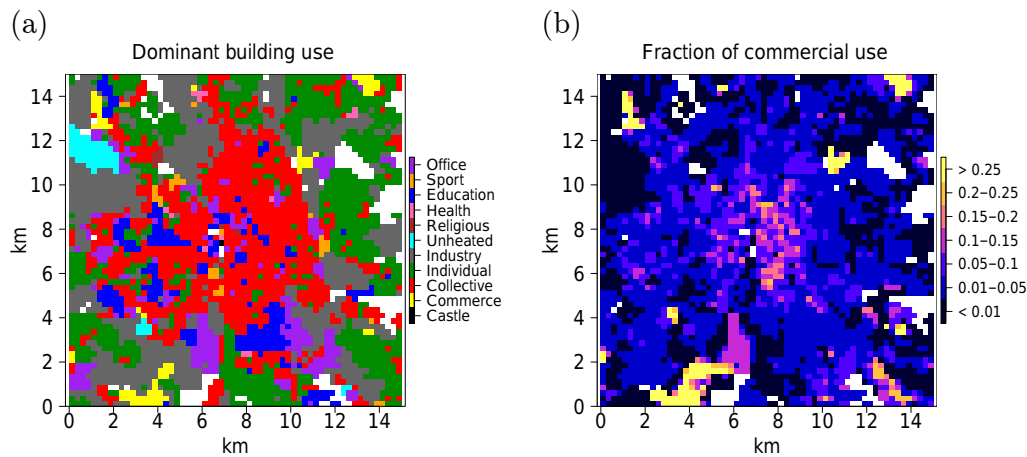 (a)
Dominant building use
km
14
12
10
8
6
4
2
0
0 2 4 6 8 10 12 14
km
Office
Sport
Education
Health
Religious
Unheated
Industry
Individual
Collective
Commerce
Castle
(b)
Fraction of commercial use
km
14
12
10
8
6
4
2
0
0 2 4 6 8 10 12 14
km
> 0.25
0.2−0.25
0.15−0.2
0.1−0.15
0.05−0.1
0.01−0.05
< 0.01